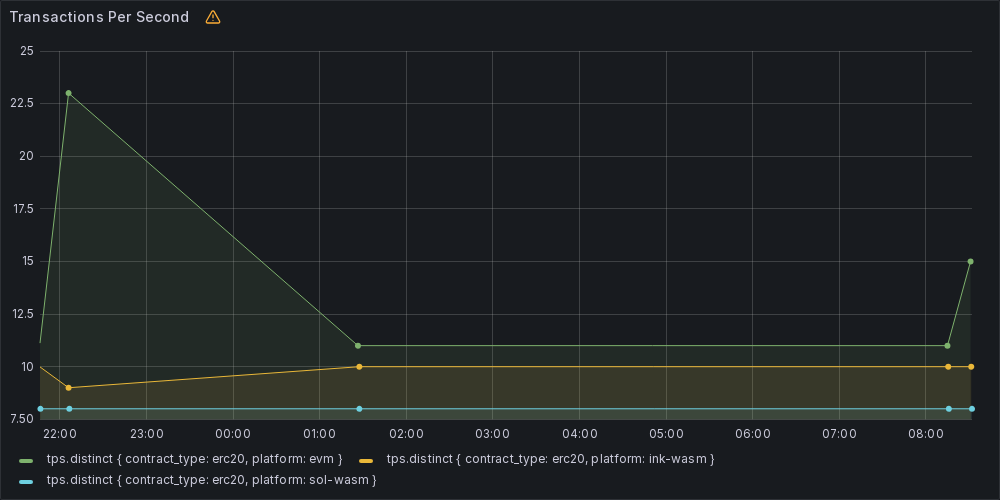 Transactions Per Second
25
22.5
20
17.5
15
12.5
10
7.50
22:00 23:00 00:00 01:00 02:00 03:00 04:00 05:00 06:00 07:00 08:00
tps.distinct { contract_type: erc20, platform: evm } tps.distinct { contract_type: erc20, platform: ink-wasm }
tps.distinct { contract_type: erc20, platform: sol-wasm }